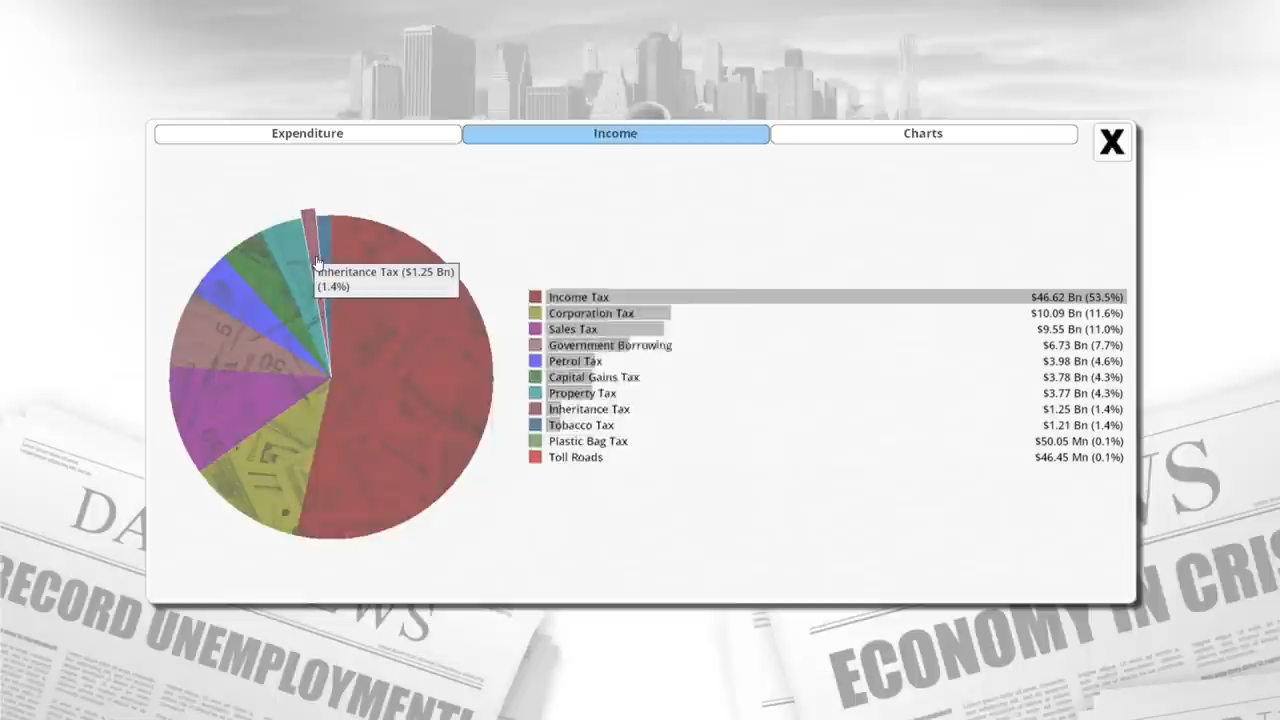 Expenditure
Income
Charts
X
Inheritance Tax ($1.25 Bn)
(1.4%)
Income Tax $46.62 Bn (53.5%)
Corporation Tax $10.09 Bn (11.6%)
Sales Tax $9.55 Bn (11.0%)
Government Borrowing $6.73 Bn (7.7%)
Petrol Tax $3.98 Bn (4.6%)
Capital Gains Tax $3.78 Bn (4.3%)
Property Tax $3.77 Bn (4.3%)
Inheritance Tax $1.25 Bn (1.4%)
Tobacco Tax $1.21 Bn (1.4%)
Plastic Bag Tax $50.05 Mn (0.1%)
Toll Roads $46.45 Mn (0.1%)
DA
WS
RECORD UNEMPLOYMENT!
ECONOMY IN CRIS